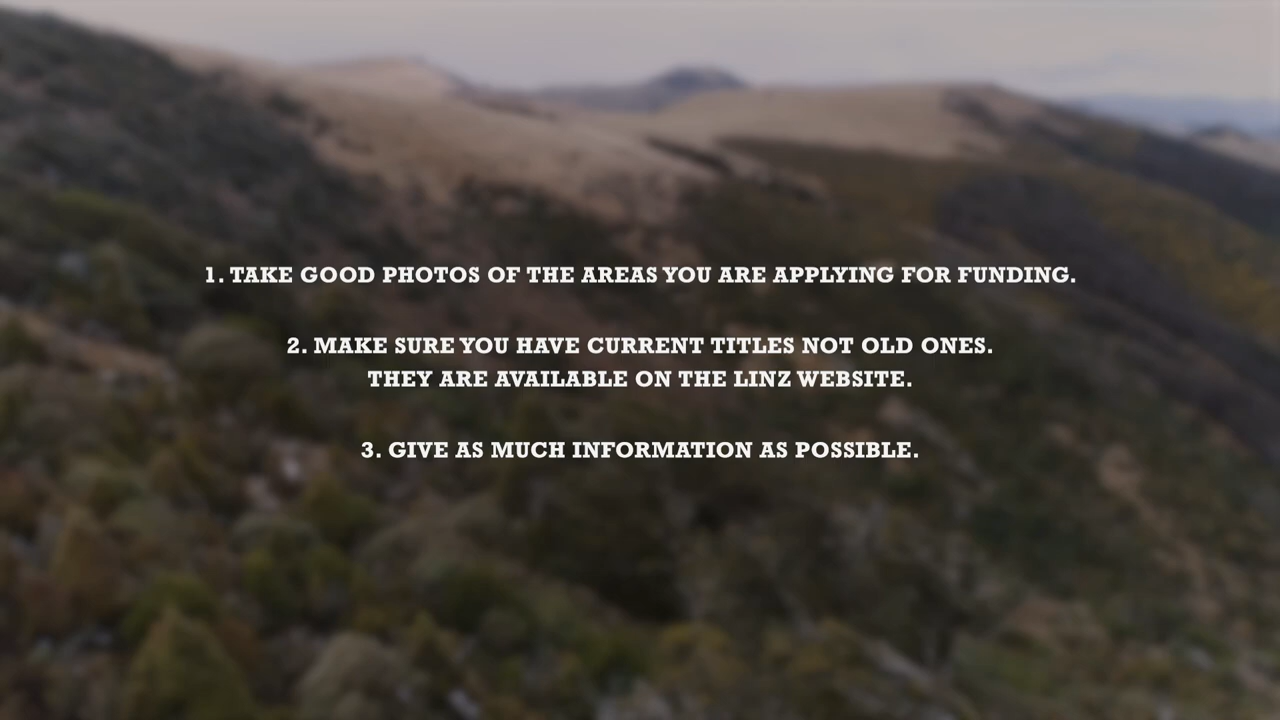 1. TAKE GOOD PHOTOS OF THE AREAS YOU ARE APPLYING FOR FUNDING.
2. MAKE SURE YOU HAVE CURRENT TITLES NOT OLD ONES.
THEY ARE AVAILABLE ON THE LINZ WEBSITE.
3. GIVE AS MUCH INFORMATION AS POSSIBLE.